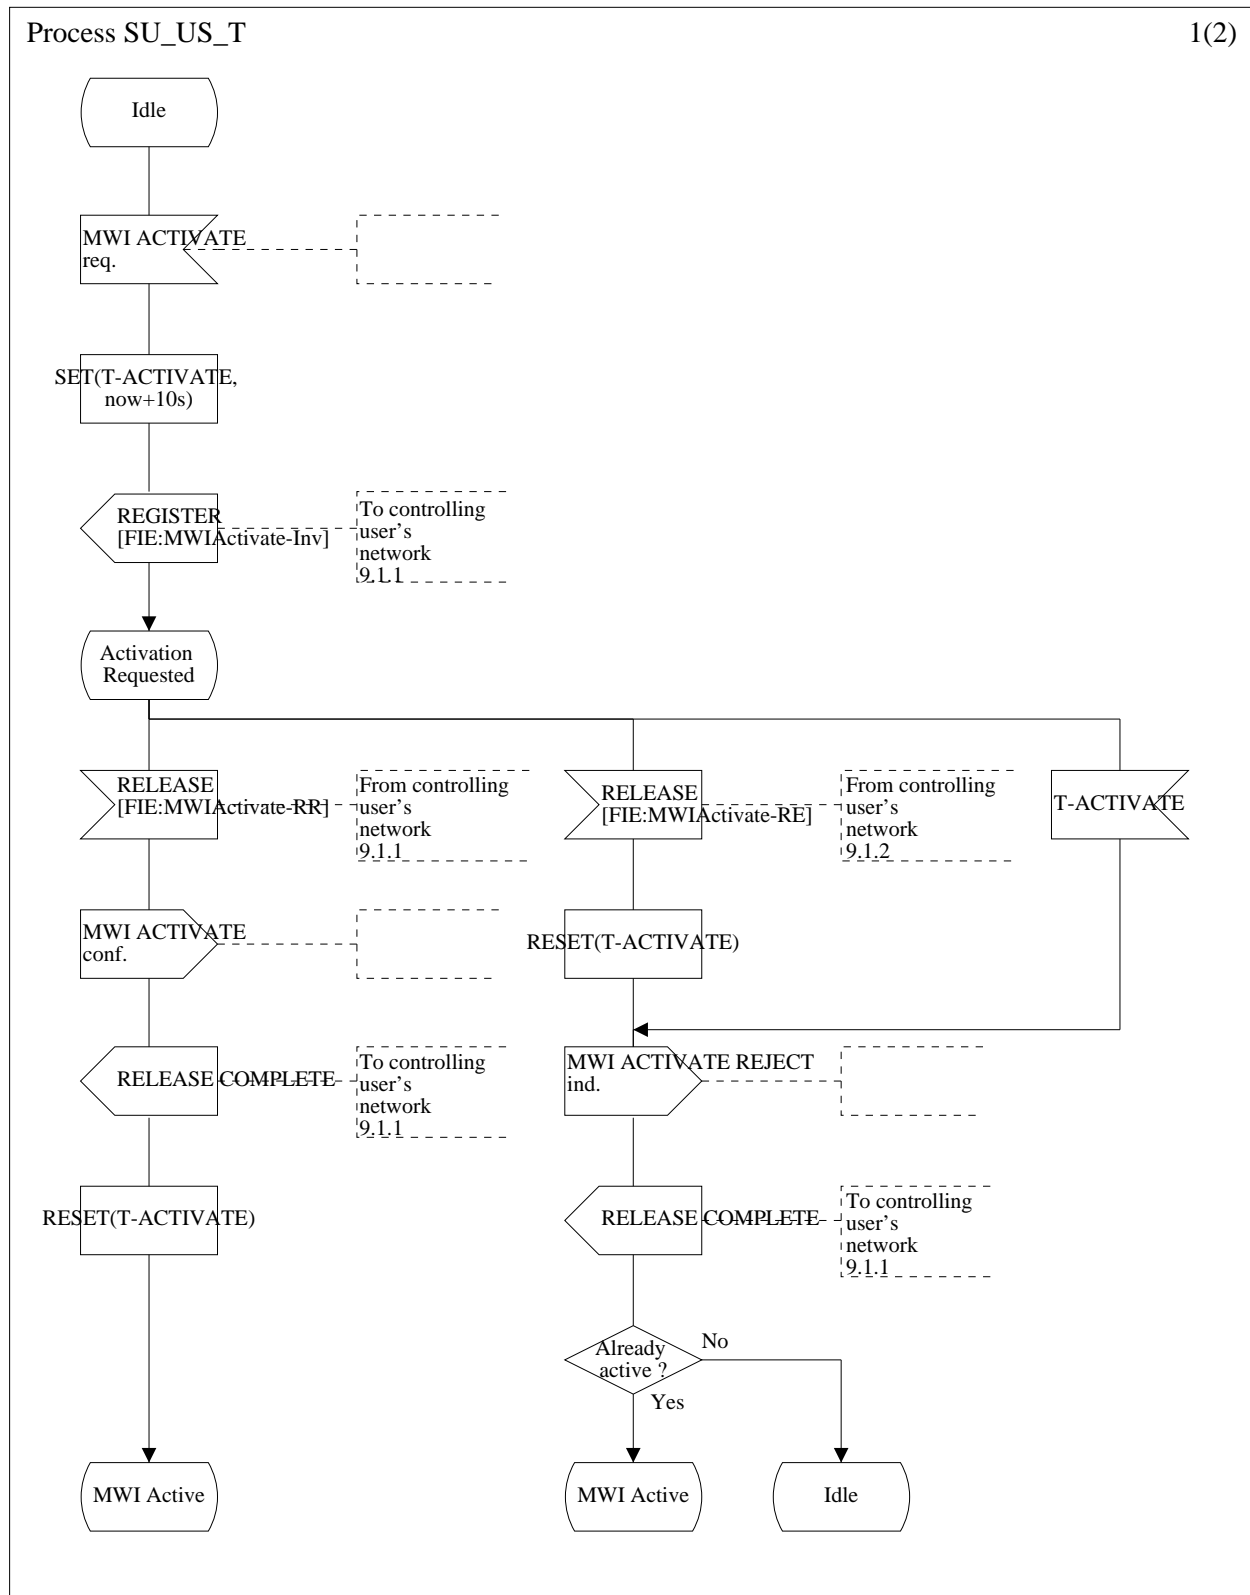 Process SU_US_T
1(2)
Idle
MWI ACTIVATE
req.
SET(T-ACTIVATE,
now+10s)
REGISTER
[FIE:MWIActivate-Inv]
To controlling
user's
network
9.1.1
Activation
Requested
RELEASE
[FIE:MWIActivate-RR]
From controlling
user's
network
9.1.1
RELEASE
[FIE:MWIActivate-RE]
From controlling
user's
network
9.1.2
T-ACTIVATE
MWI ACTIVATE
conf.
RESET(T-ACTIVATE)
RELEASE COMPLETE
To controlling
user's
network
9.1.1
MWI ACTIVATE REJECT
ind.
RESET(T-ACTIVATE)
RELEASE COMPLETE
To controlling
user's
network
9.1.1
Already
active ?
No
Yes
MWI Active
MWI Active
Idle